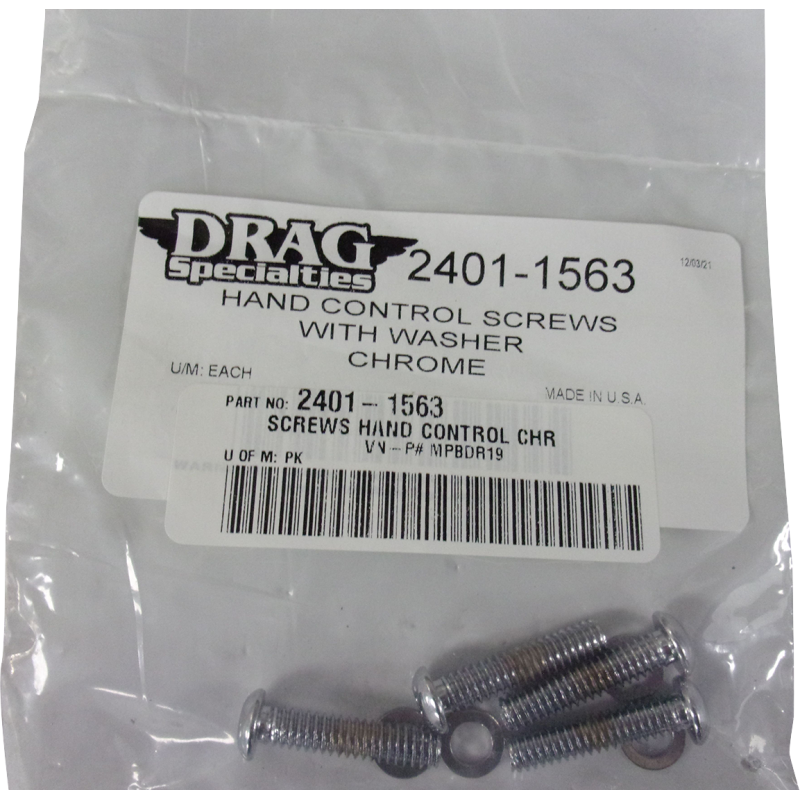 DRAG
Specialties
2401-1563
12/03/21
HAND CONTROL SCREWS
WITH WASHER
CHROME
U/M: EACH
MADE IN U.S.A.
PART NO: 2401-1563
SCREWS HAND CONTROL CHR
VN-P# MPBDR19
U OF M: PK